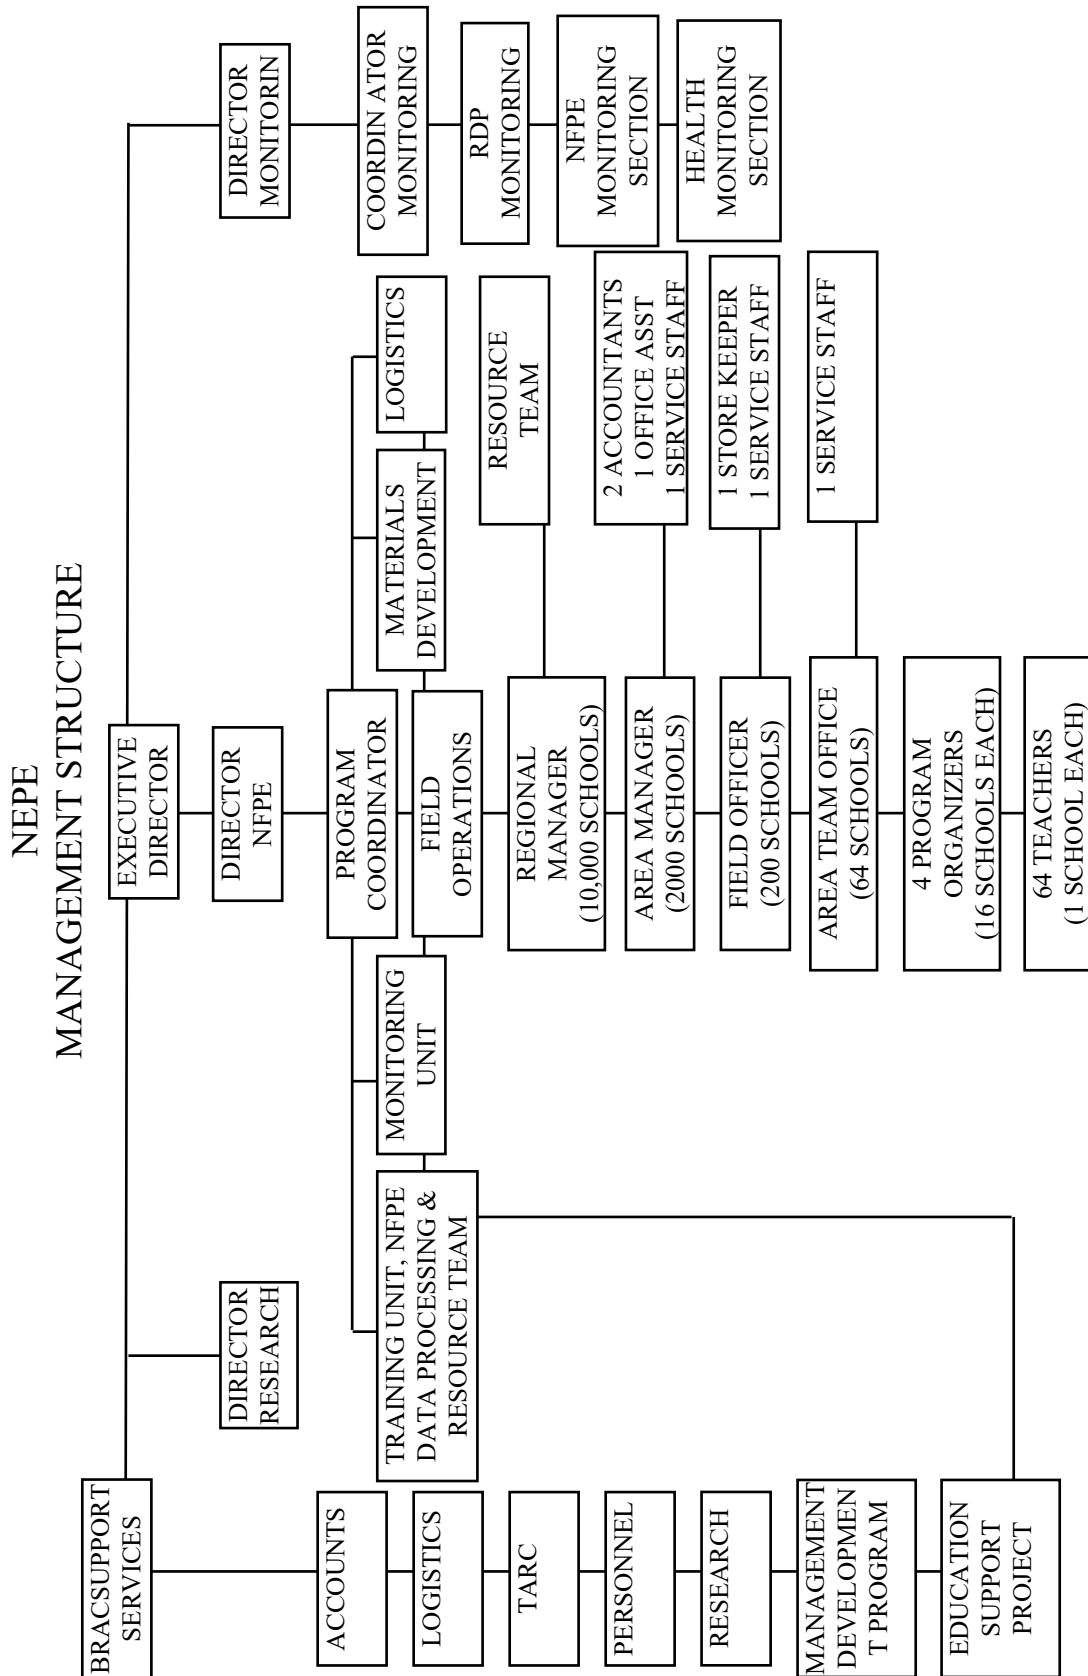 NEPE
MANAGEMENT STRUCTURE
EXECUTIVE
DIRECTOR
BRACSUPPORT
SERVICES
DIRECTOR
RESEARCH
DIRECTOR
NFPE
DIRECTOR
MONITORIN
ACCOUNTS
LOGISTICS
TARC
PERSONNEL
RESEARCH
MANAGEMENT
DEVELOPMEN
T PROGRAM
EDUCATION
SUPPORT
PROJECT
PROGRAM
COORDINATOR
TRAINING UNIT, NFPE
DATA PROCESSING &
RESOURCE TEAM
MONITORING
UNIT
FIELD
OPERATIONS
MATERIALS
DEVELOPMENT
LOGISTICS
REGIONAL
MANAGER
(10,000 SCHOOLS)
RESOURCE
TEAM
AREA MANAGER
(2000 SCHOOLS)
2 ACCOUNTANTS
1 OFFICE ASST
1 SERVICE STAFF
FIELD OFFICER
(200 SCHOOLS)
1 STORE KEEPER
1 SERVICE STAFF
AREA TEAM OFFICE
(64 SCHOOLS)
1 SERVICE STAFF
4 PROGRAM
ORGANIZERS
(16 SCHOOLS EACH)
64 TEACHERS
(1 SCHOOL EACH)
COORDIN ATOR
MONITORING
RDP
MONITORING
NFPE
MONITORING
SECTION
HEALTH
MONITORING
SECTION